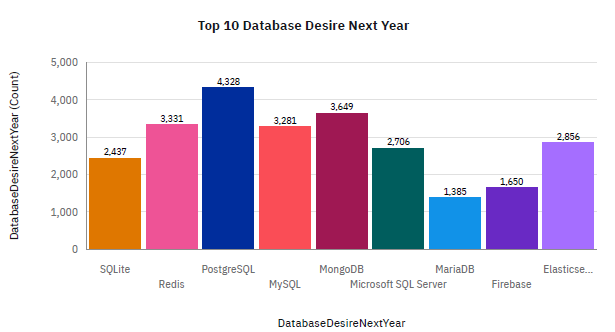 Top 10 Database Desire Next Year
DatabaseDesireNextYear (Count)
5,000
4,000
3,000
2,000
1,000
0
2,437
3,331
4,328
3,281
3,649
2,706
1,385
1,650
2,856
SQLite
Redis
PostgreSQL
MySQL
MongoDB
Microsoft SQL Server
MariaDB
Firebase
Elasticse...
DatabaseDesireNextYear